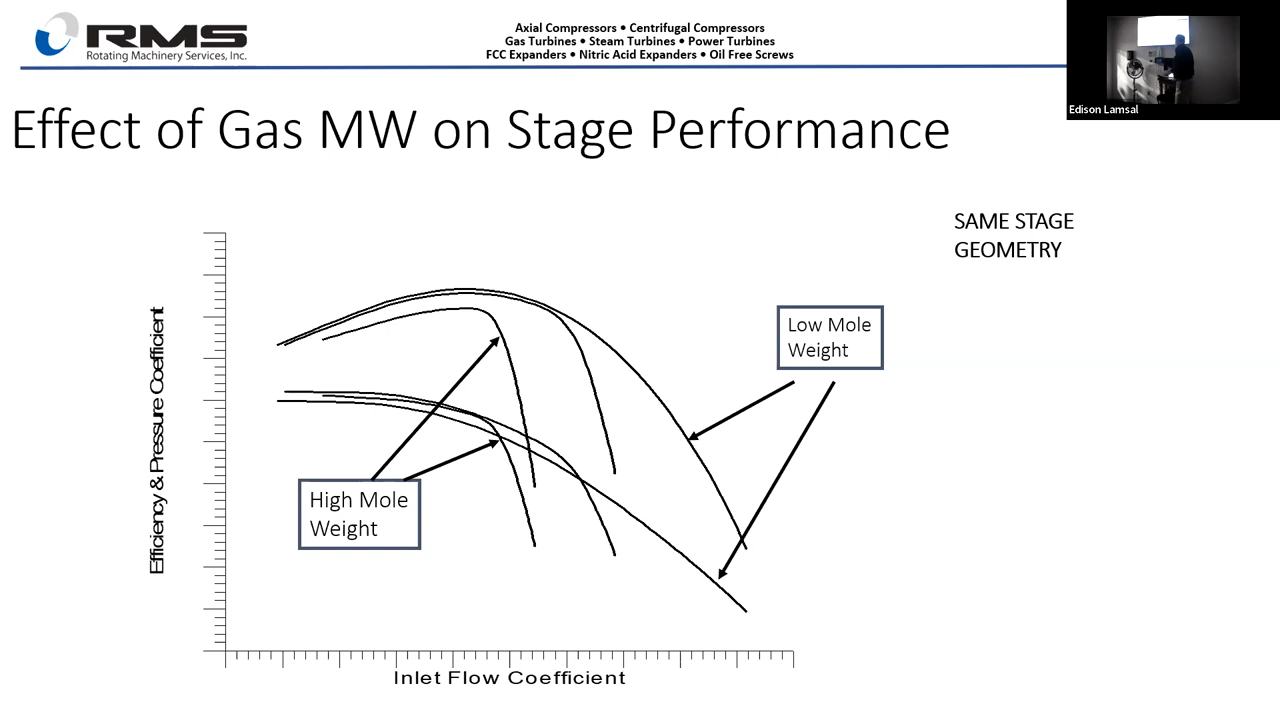 RMS
Rotating Machinery Services, Inc.
Axial Compressors • Centrifugal Compressors
Gas Turbines • Steam Turbines • Power Turbines
FCC Expanders • Nitric Acid Expanders • Oil Free Screws
Edison Lamsal
Effect of Gas MW on Stage Performance
SAME STAGE
GEOMETRY
Efficiency & Pressure Coefficient
Low Mole
Weight
High Mole
Weight
Inlet Flow Coefficient